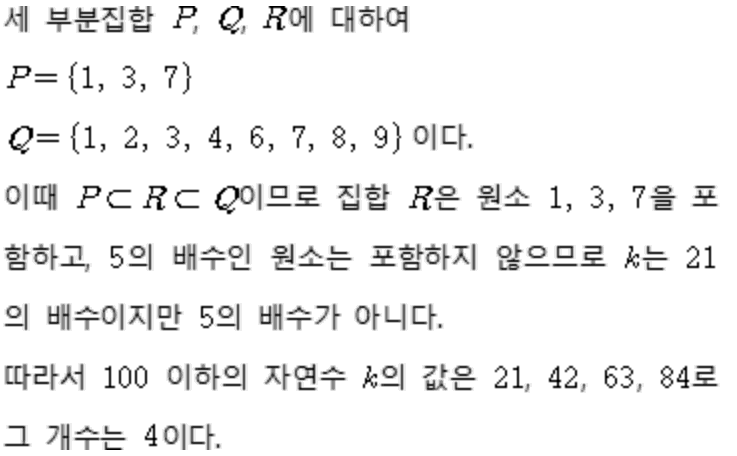 세 부분집합 P, Q, R에 대하여
P={1, 3, 7}
Q={1, 2, 3, 4, 6, 7, 8, 9} 이다.
이때 P⊂R⊂Q이므로 집합 R은 원소 1, 3, 7을 포
함하고, 5의 배수인 원소는 포함하지 않으므로 k는 21
의 배수이지만 5의 배수가 아니다.
따라서 100 이하의 자연수 k의 값은 21, 42, 63, 84로
그 개수는 4이다.